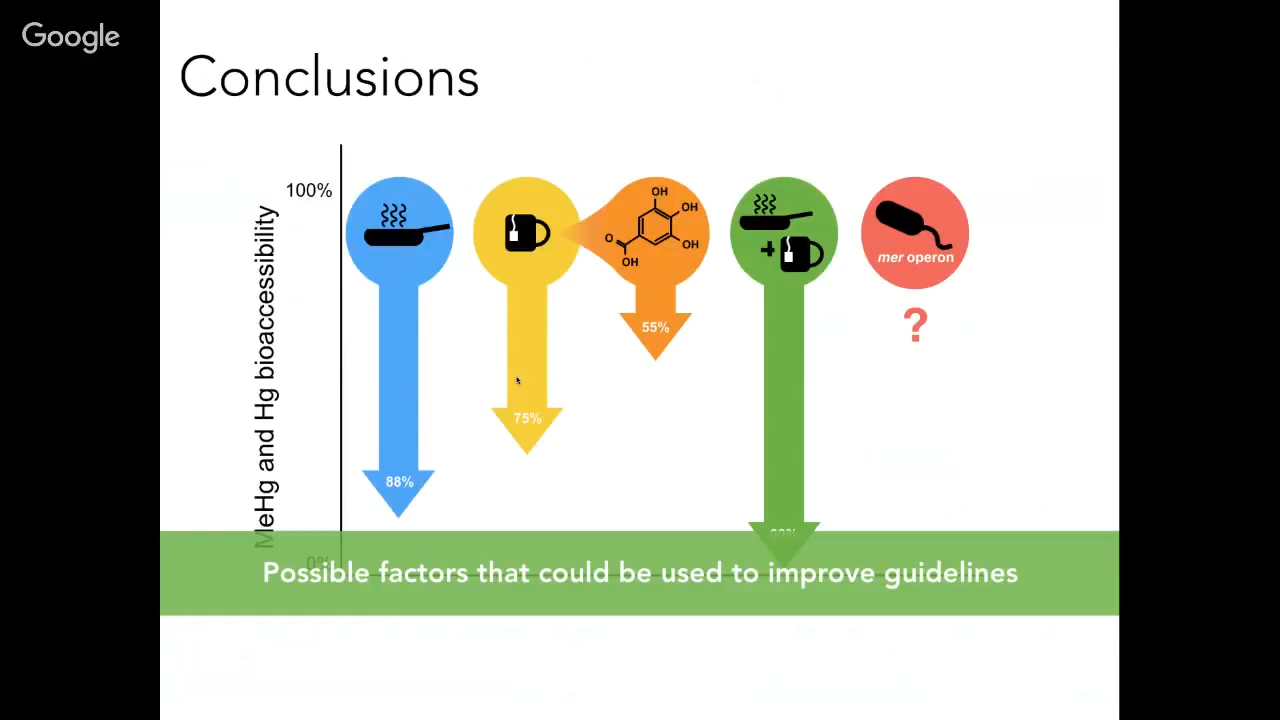 Google
Conclusions
100%
MeHg and Hg bioaccessibility
OH
OH
O
OH
OH
mer operon
?
55%
75%
88%
0%
Possible factors that could be used to improve guidelines